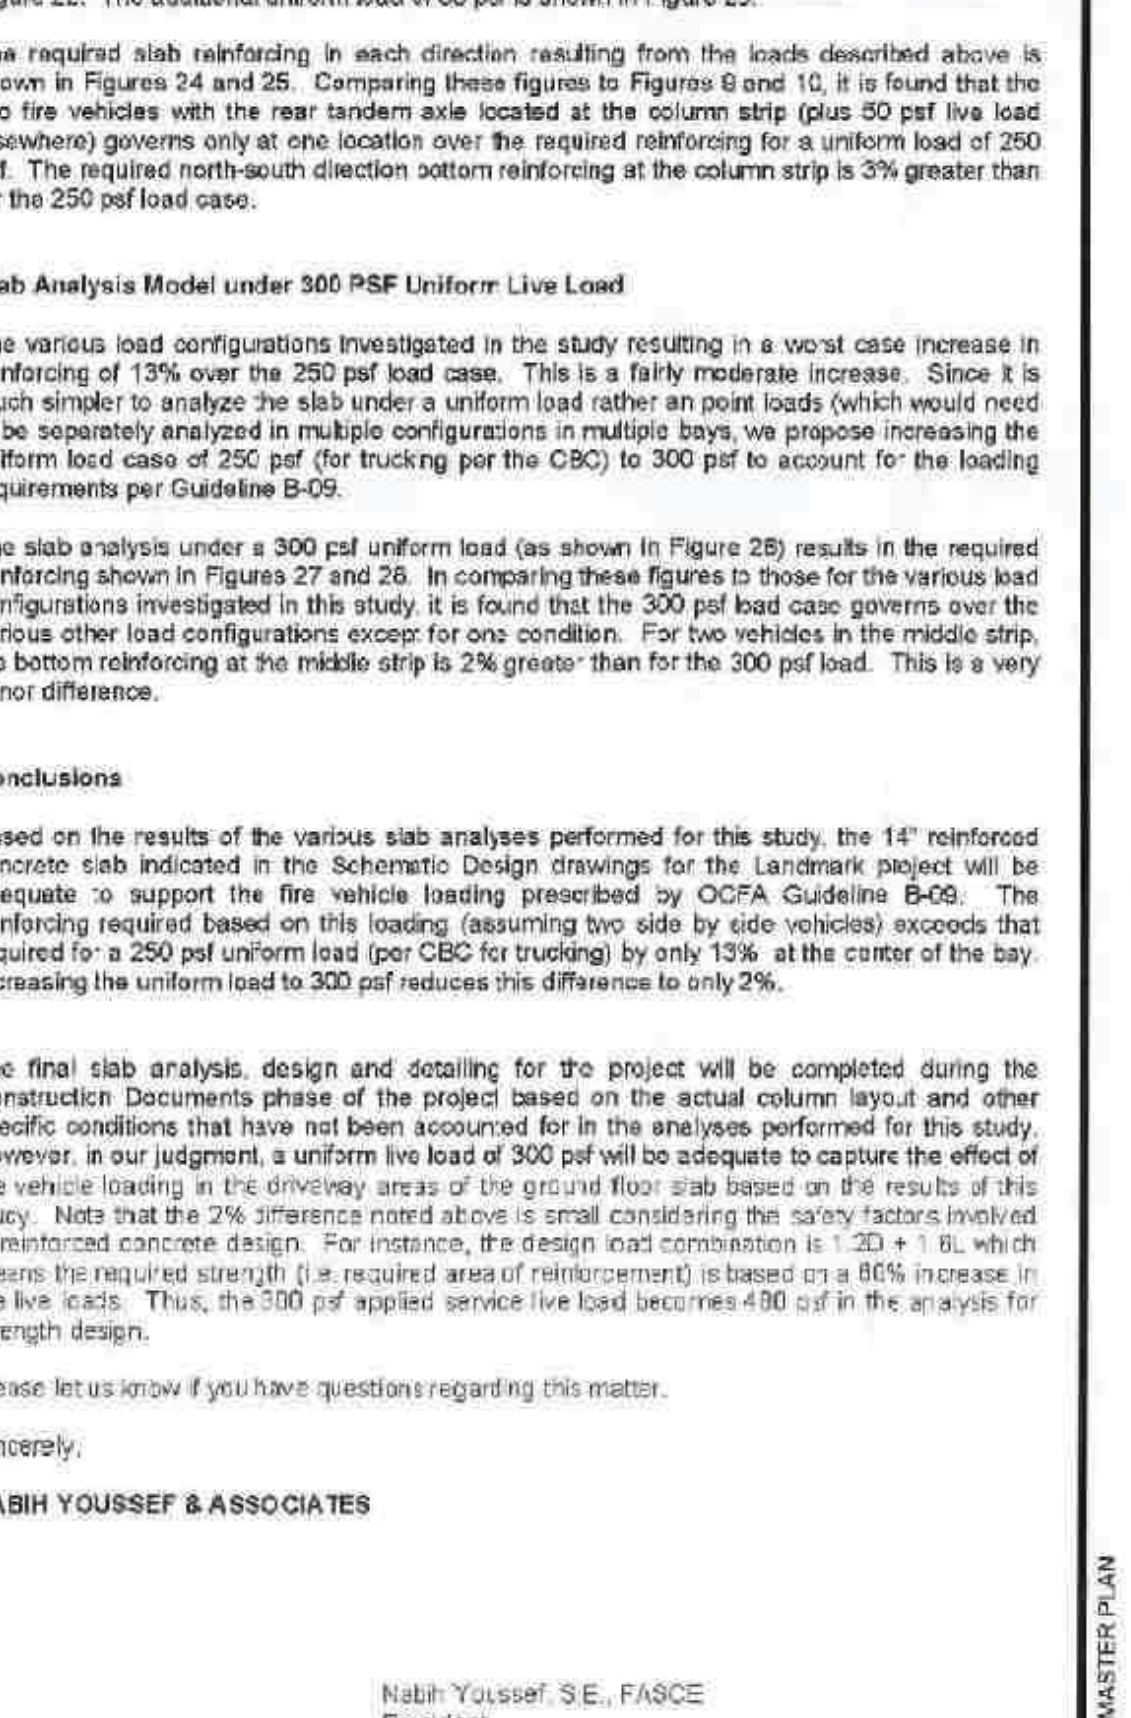 gure 22. The additional uniform load of 50 psf is shown in Figure 23.
e required slab reinforcing in each direction resulting from the loads described above is
own in Figures 24 and 25. Comparing these figures to Figures 9 and 10, it is found that the
o fire vehicles with the rear tandem axle located at the column strip (plus 50 psf live load
sewhere) governs only at one location over the required reinforcing for a uniform load of 250
f. The required north-south direction bottom reinforcing at the column strip is 3% greater than
r the 250 psf load case.
ab Analysis Model under 300 PSF Uniform Live Load
e various load configurations investigated in the study resulting in a worst case increase in
nforcing of 13% over the 250 psf load case. This is a fairly moderate increase. Since it is
uch simpler to analyze the slab under a uniform load rather an point loads (which would need
be separately analyzed in multiple configurations in multiple bays, we propose increasing the
iform load case of 250 psf (for trucking per the CBC) to 300 psf to account for the loading
quirements per Guideline B-09.
e slab analysis under a 300 psf uniform load (as shown in Figure 26) results in the required
nforcing shown in Figures 27 and 28. In comparing these figures to those for the various load
nfigurations investigated in this study, it is found that the 300 psf load case governs over the
rious other load configurations except for one condition. For two vehicles in the middle strip,
e bottom reinforcing at the middle strip is 2% greater than for the 300 psf load. This is a very
nor difference.
onclusions
sed on the results of the various slab analyses performed for this study, the 14" reinforced
ncrete slab indicated in the Schematic Design drawings for the Landmark project will be
equate to support the fire vehicle loading prescribed by OCFA Guideline B-09. The
nforcing required based on this loading (assuming two side by side vehicles) exceeds that
quired for a 250 psf uniform load (per CBC for trucking) by only 13% at the center of the bay.
creasing the uniform load to 300 psf reduces this difference to only 2%.
e final slab analysis, design and detailing for the project will be completed during the
onstruction Documents phase of the project based on the actual column layout and other
ecific conditions that have not been accounted for in the analyses performed for this study.
owever, in our judgment, a uniform live load of 300 psf will be adequate to capture the effect of
e vehicle loading in the driveway areas of the ground floor slab based on the results of this
udy. Note that the 2% difference noted above is small considering the safety factors involved
reinforced concrete design. For instance, the design load combination is 1.2D + 1.6L which
eans the required strength (i.e. required area of reinforcement) is based on a 60% increase in
e live loads. Thus, the 300 psf applied service live load becomes 480 psf in the analysis for
rength design.
ease let us know if you have questions regarding this matter.
ncerely,
ABIH YOUSSEF & ASSOCIATES
Nabih Youssef, S.E., FASCE
President
MASTER PLAN